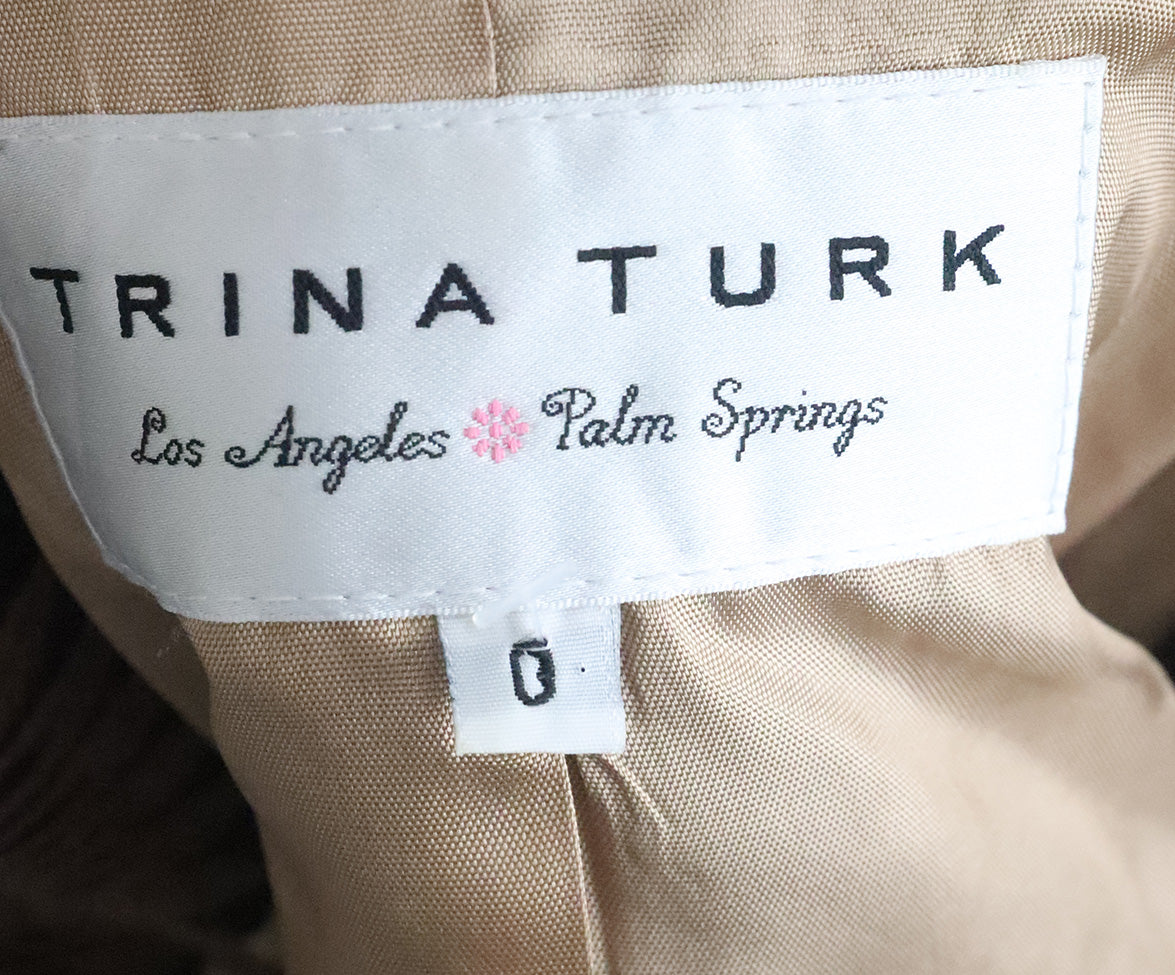 TRINA TURK
Los Angeles Palm Springs
0